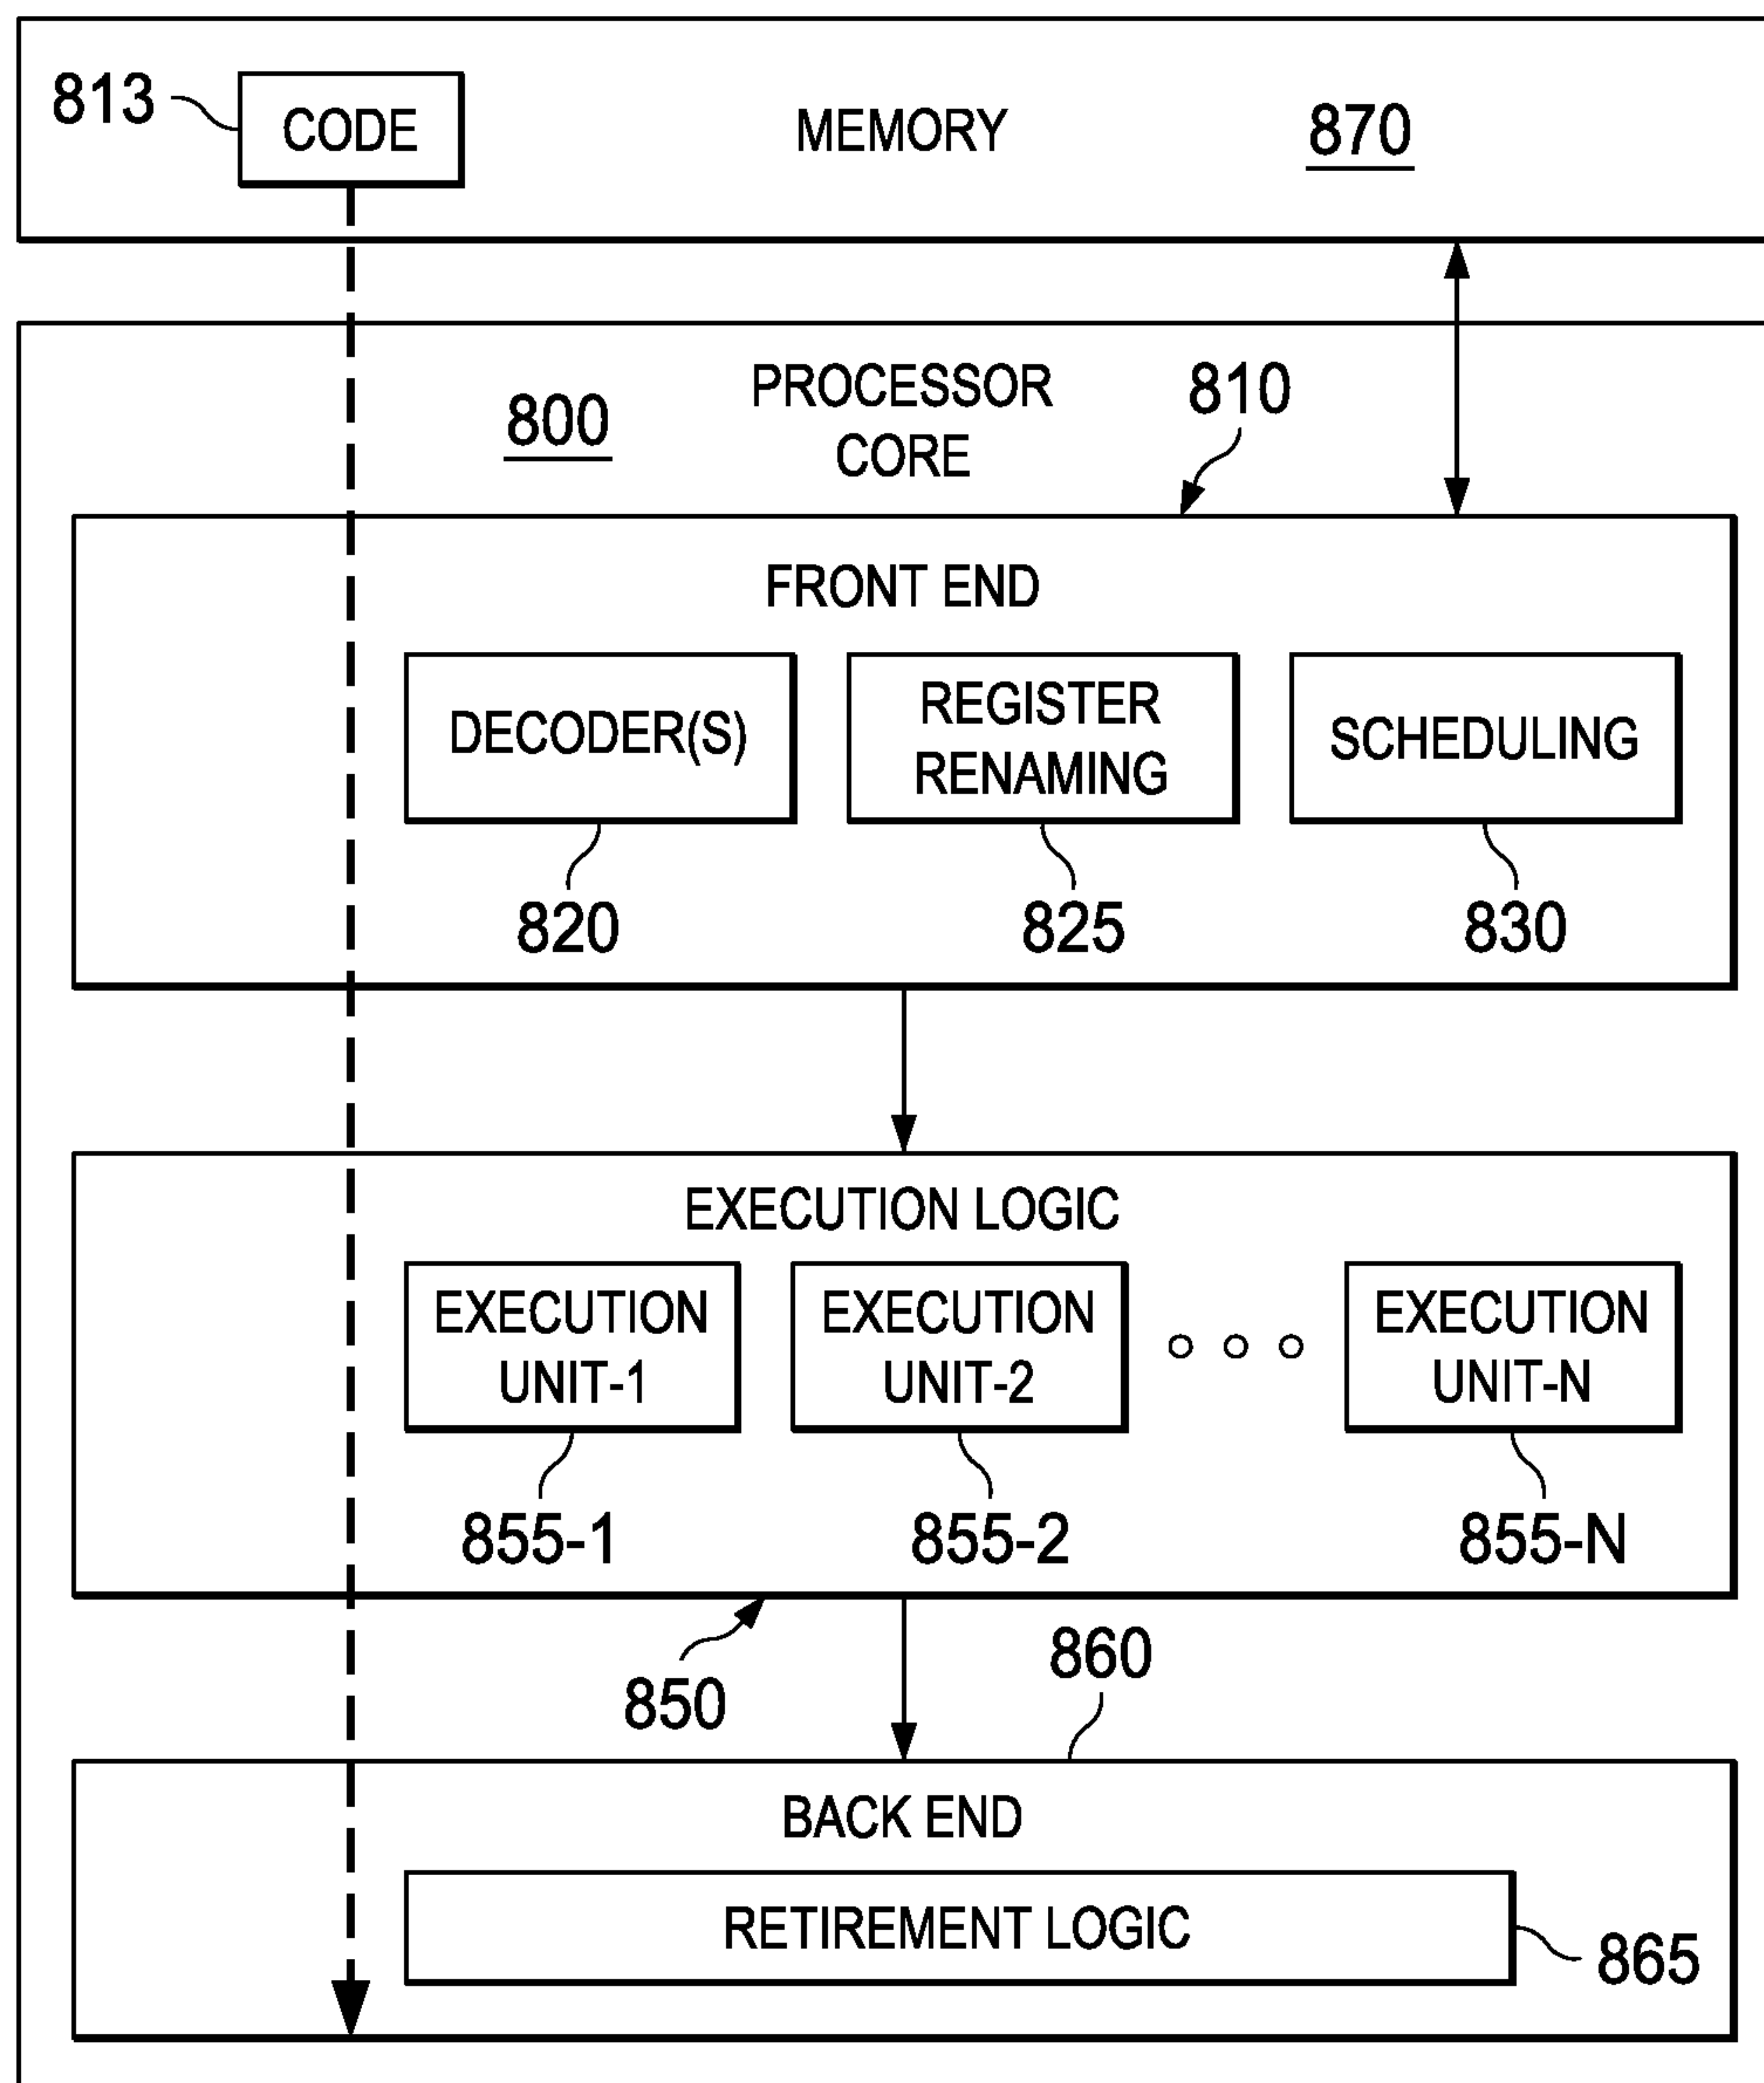 813
CODE
MEMORY
870
800
PROCESSOR
CORE
810
FRONT END
DECODER(S)
REGISTER
RENAMING
SCHEDULING
820
825
830
EXECUTION LOGIC
EXECUTION
UNIT-1
EXECUTION
UNIT-2
EXECUTION
UNIT-N
855-1
855-2
855-N
850
860
BACK END
RETIREMENT LOGIC
865